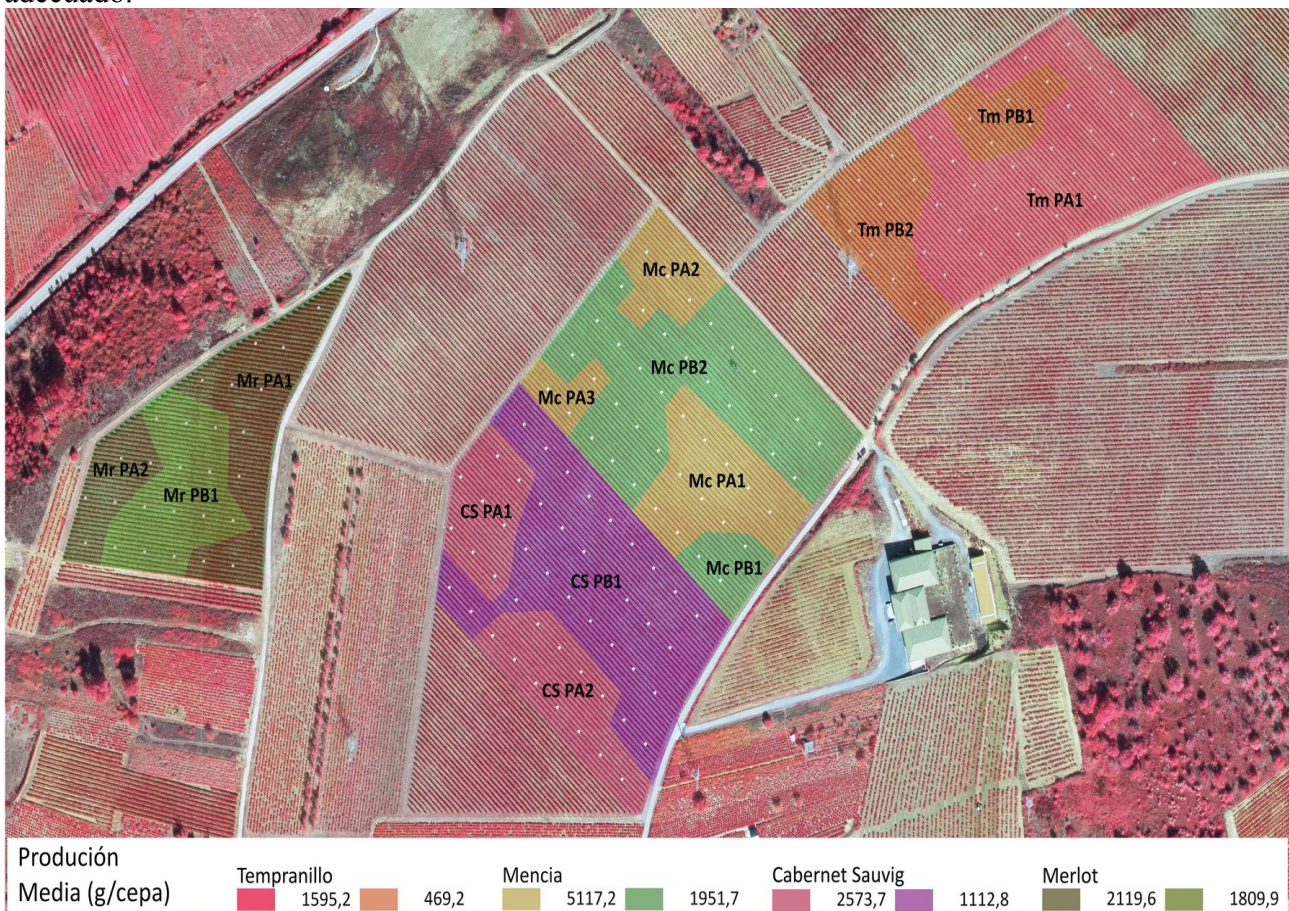 adecuado.
Tm PB1
Tm PA1
Tm PB2
Mc PA2
Mc PB2
Mr PA1
Mc PA3
Mr PA2
Mc PA1
Mr PB1
CS PA1
Mc PB1
CS PB1
CS PA2
Produción
Media (g/cepa)
Tempranillo
1595,2 469,2
Mencia
5117,2 1951,7
Cabernet Sauvig
2573,7 1112,8
Merlot
2119,6 1809,9